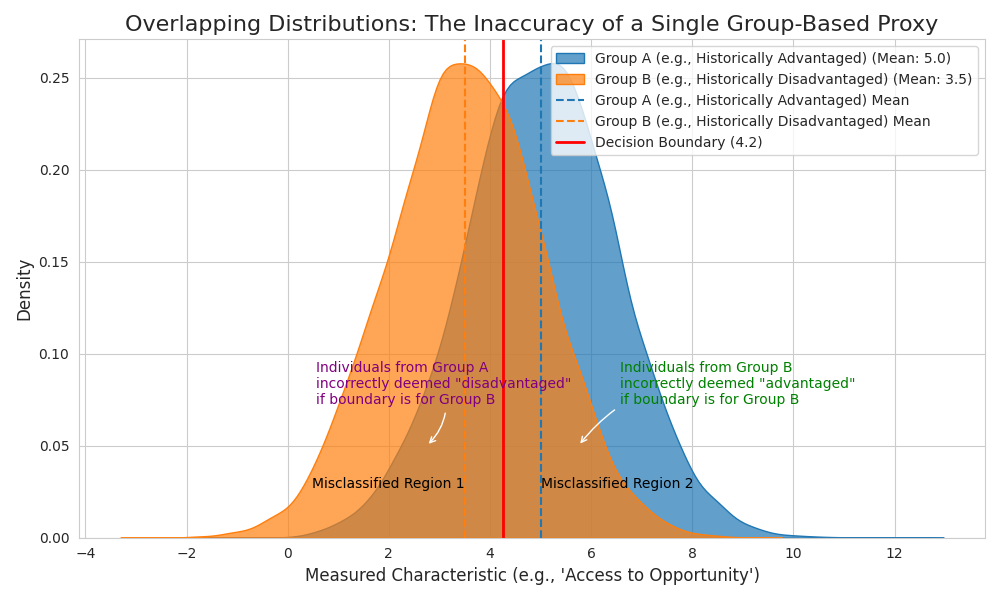 Overlapping Distributions: The Inaccuracy of a Single Group-Based Proxy
Group A (e.g., Historically Advantaged) (Mean: 5.0)
Group B (e.g., Historically Disadvantaged) (Mean: 3.5)
Group A (e.g., Historically Advantaged) Mean
Group B (e.g., Historically Disadvantaged) Mean
Decision Boundary (4.2)
Density
0.25
0.20
0.15
0.10
0.05
0.00
Individuals from Group A
incorrectly deemed "disadvantaged"
if boundary is for Group B
Individuals from Group B
incorrectly deemed "advantaged"
if boundary is for Group B
Misclassified Region 1
Misclassified Region 2
−4 −2 0 2 4 6 8 10 12
Measured Characteristic (e.g., 'Access to Opportunity')